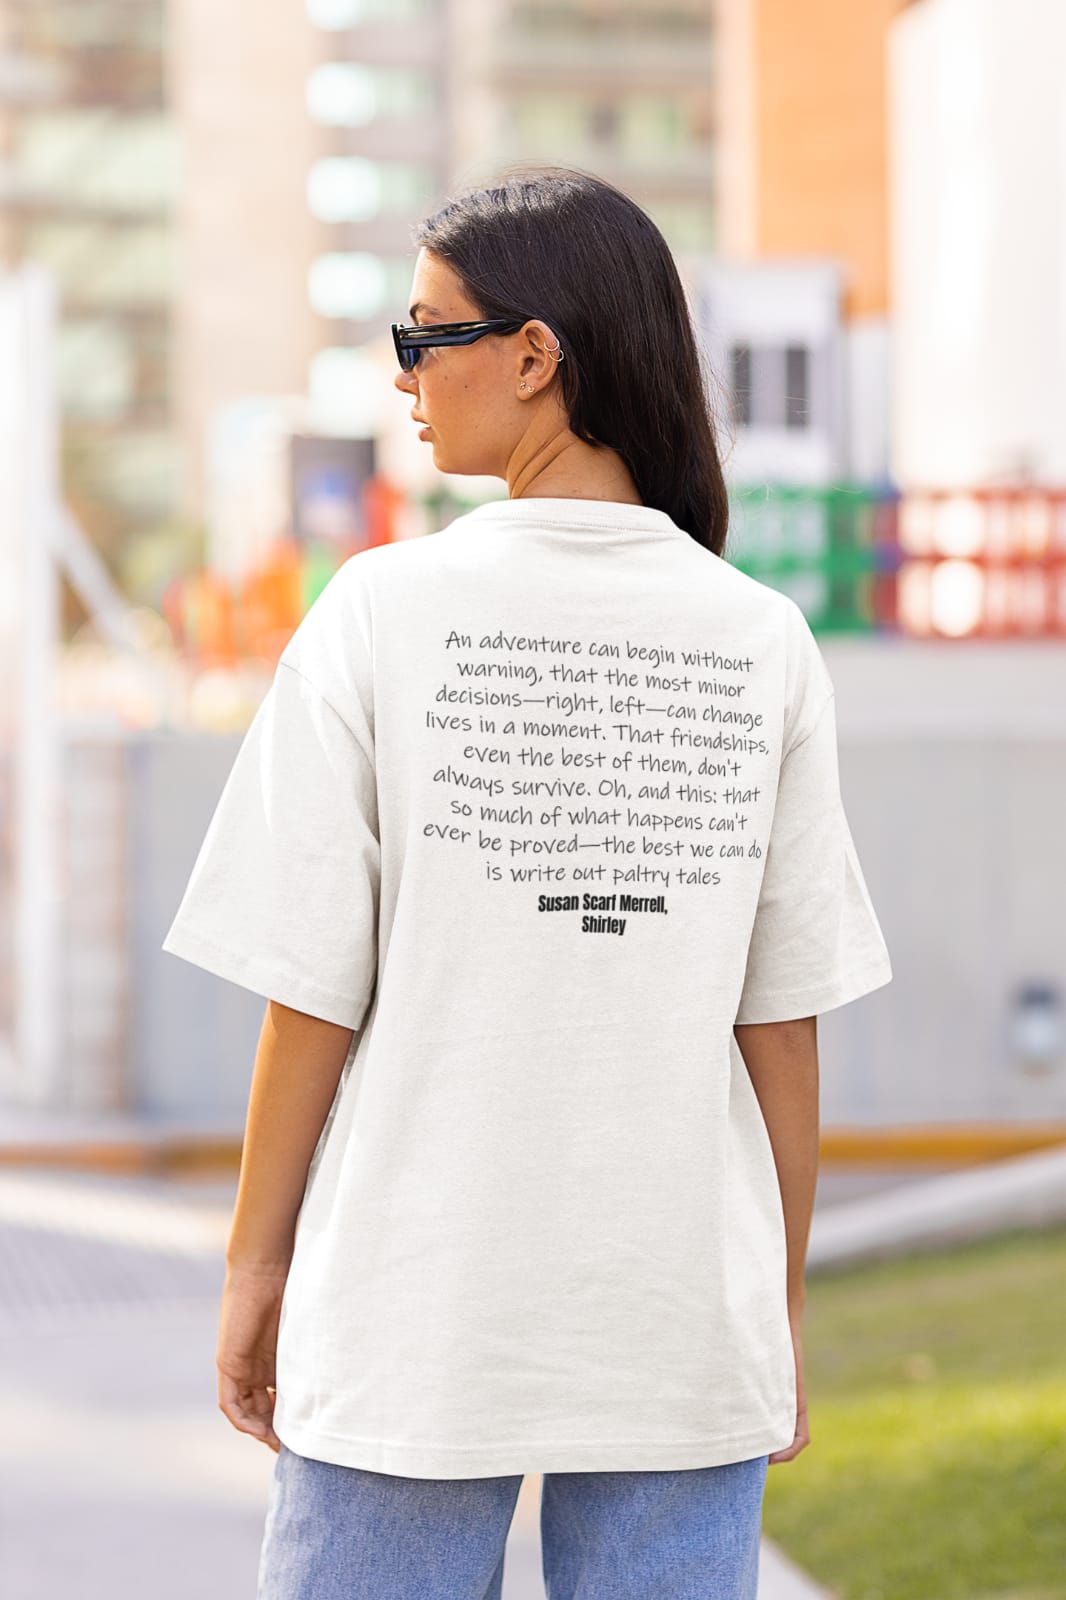 An adventure can begin without
warning, that the most minor
decisions—right, left—can change
lives in a moment. That friendships,
even the best of them, don't
always survive. Oh, and this: that
so much of what happens can't
ever be proved—the best we can do
is write out paltry tales
Susan Scarf Merrell,
Shirley